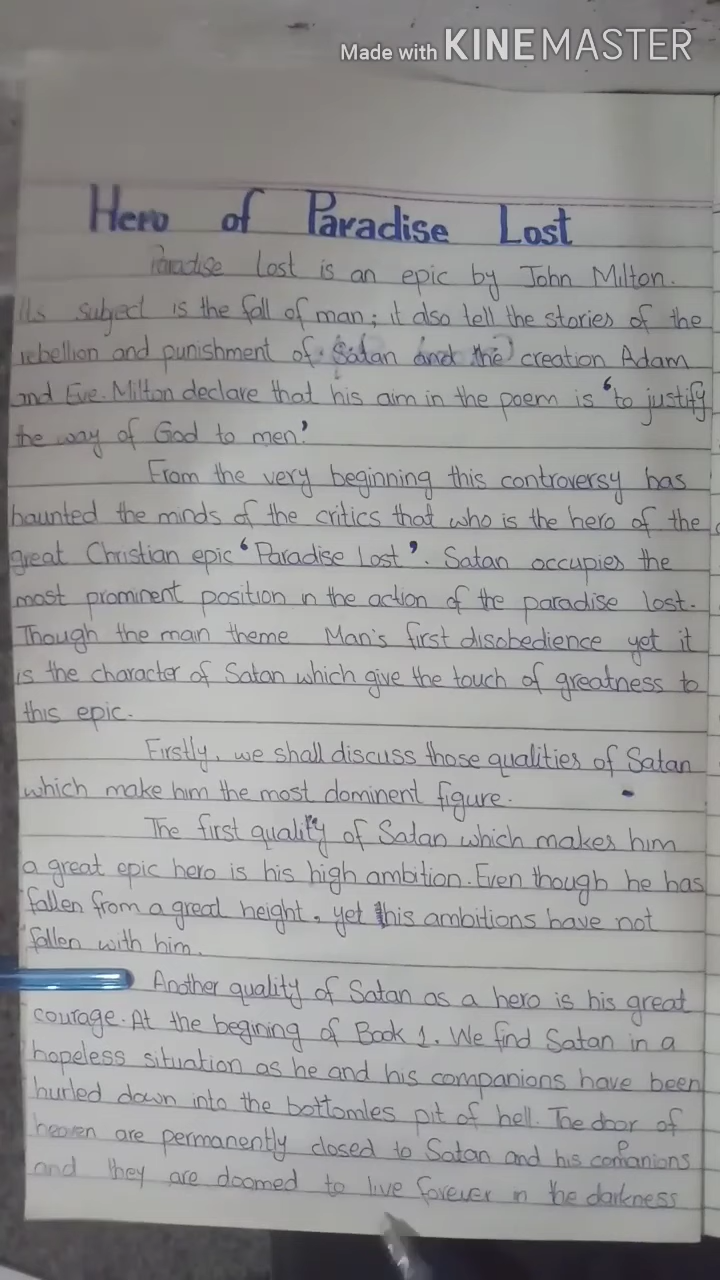 Made with KINEMASTER
Hero of Paradise Lost
Paradise Lost is an epic by John Milton.
Its subject is the fall of man; it also tell the stories of the
rebellion and punishment of Satan and the creation Adam
and Eve. Milton declare that his aim in the poem is ‘to justify
the way of God to men’
From the very beginning this controversy has
haunted the minds of the critics that who is the hero of the
great Christian epic ‘Paradise Lost’. Satan occupies the
most prominent position in the action of the paradise lost.
Though the main theme Man's first disobedience yet it
is the character of Satan which give the touch of greatness to
this epic.
Firstly, we shall discuss those qualities of Satan
which make him the most dominent figure.
The first quality of Satan which makes him
a great epic hero is his high ambition. Even though he has
fallen from a great height, yet his ambitions have not
fallen with him.
Another quality of Satan as a hero is his great
courage. At the begining of Book 1. We find Satan in a
hopeless situation as he and his companions have been
hurled down into the bottomles pit of hell. The door of
heaven are permanently closed to Satan and his companions
and they are doomed to live forever in the darkness